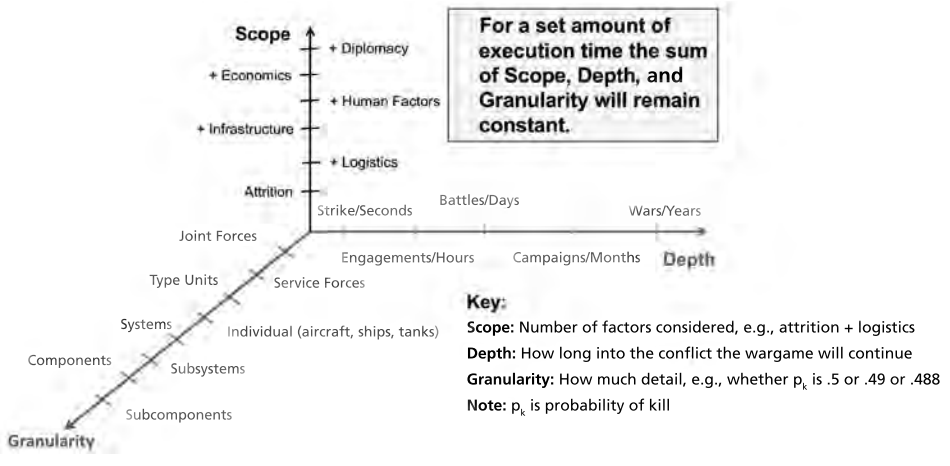 Scope
+ Diplomacy
+ Economics
+ Human Factors
+ Infrastructure
+ Logistics
Attrition
For a set amount of
execution time the sum
of Scope, Depth, and
Granularity will remain
constant.
Strike/Seconds
Battles/Days
Wars/Years
Engagements/Hours
Campaigns/Months
Depth
Joint Forces
Service Forces
Type Units
Individual (aircraft, ships, tanks)
Systems
Subsystems
Components
Subcomponents
Granularity
Key:
Scope: Number of factors considered, e.g., attrition + logistics
Depth: How long into the conflict the wargame will continue
Granularity: How much detail, e.g., whether pk is .5 or .49 or .488
Note: pk is probability of kill